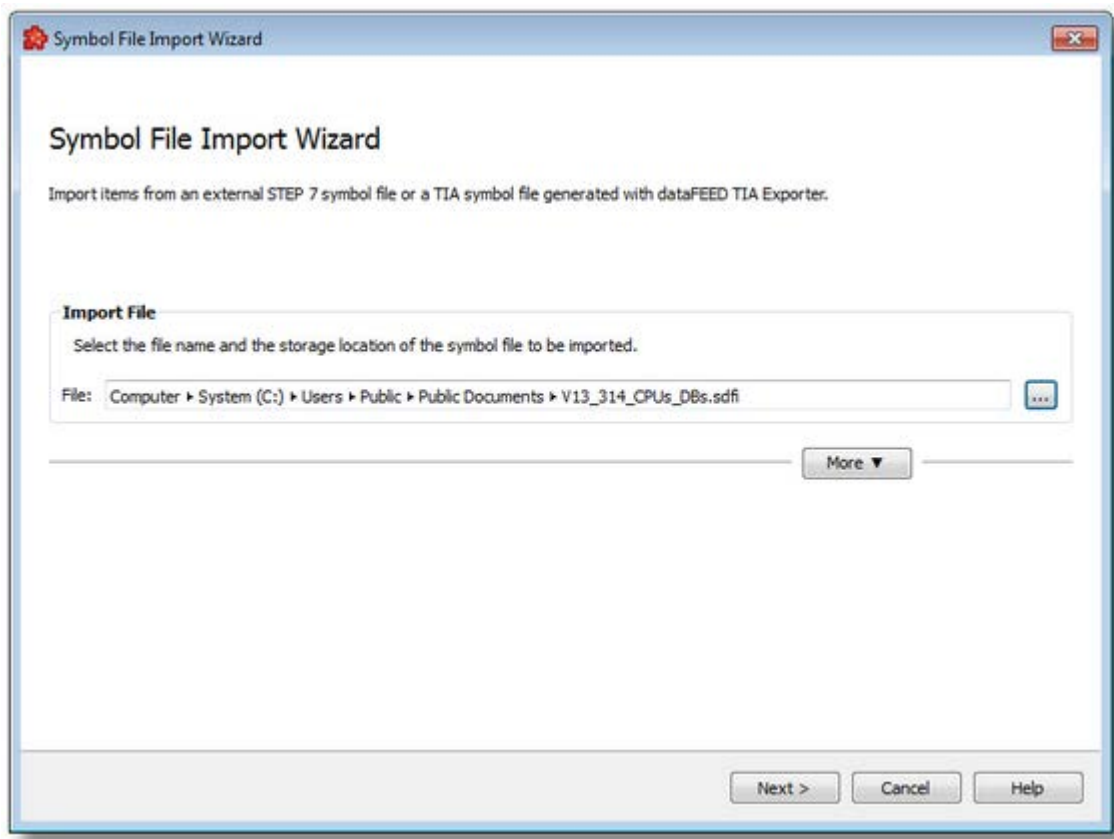 Symbol File Import Wizard
Symbol File Import Wizard
Import items from an external STEP 7 symbol file or a TIA symbol file generated with dataFEED TIA Exporter.
Import File
Select the file name and the storage location of the symbol file to be imported.
File: Computer ▸ System (C:) ▸ Users ▸ Public ▸ Public Documents ▸ V13_314_CPUs_DBs.sdfi ...
More ▼
Next > Cancel Help